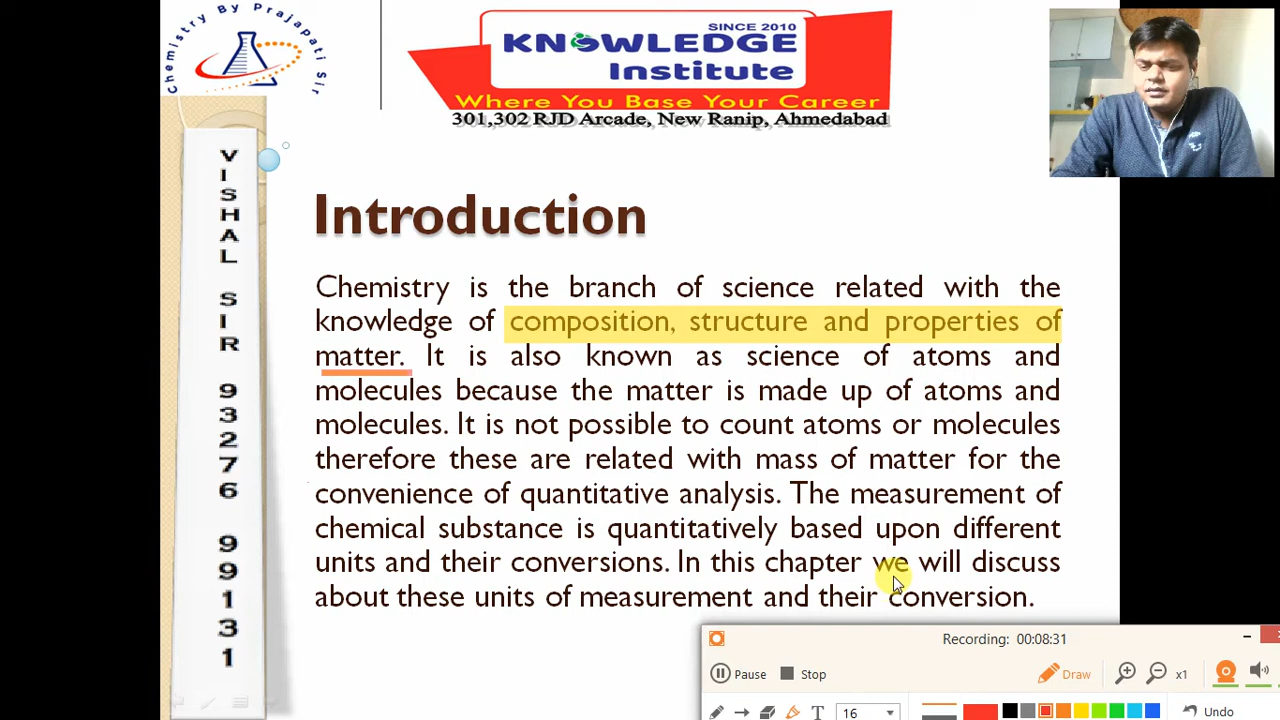 Chemistry By Prajapati Sir
SINCE 2010
KNOWLEDGE
Institute
Where You Base Your Career
301,302 RJD Arcade, New Ranip, Ahmedabad
VISHAL SIR 93276 99131
Introduction
Chemistry is the branch of science related with the
knowledge of composition, structure and properties of
matter. It is also known as science of atoms and
molecules because the matter is made up of atoms and
molecules. It is not possible to count atoms or molecules
therefore these are related with mass of matter for the
convenience of quantitative analysis. The measurement of
chemical substance is quantitatively based upon different
units and their conversions. In this chapter we will discuss
about these units of measurement and their conversion.
Recording: 00:08:31
Pause Stop Draw x1
T 16 Undo